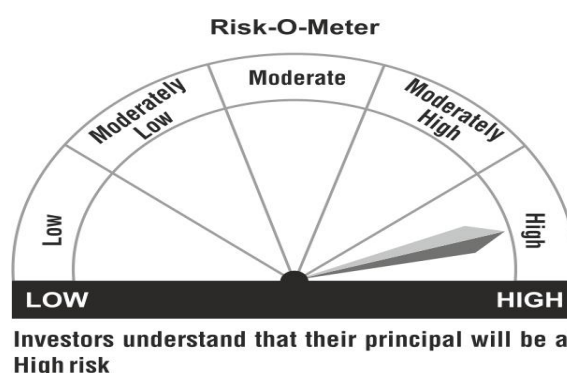 Risk-O-Meter
Moderate
Moderately
Low
Moderately
High
Low
High
LOW
HIGH
Investors understand that their principal will be a
High risk